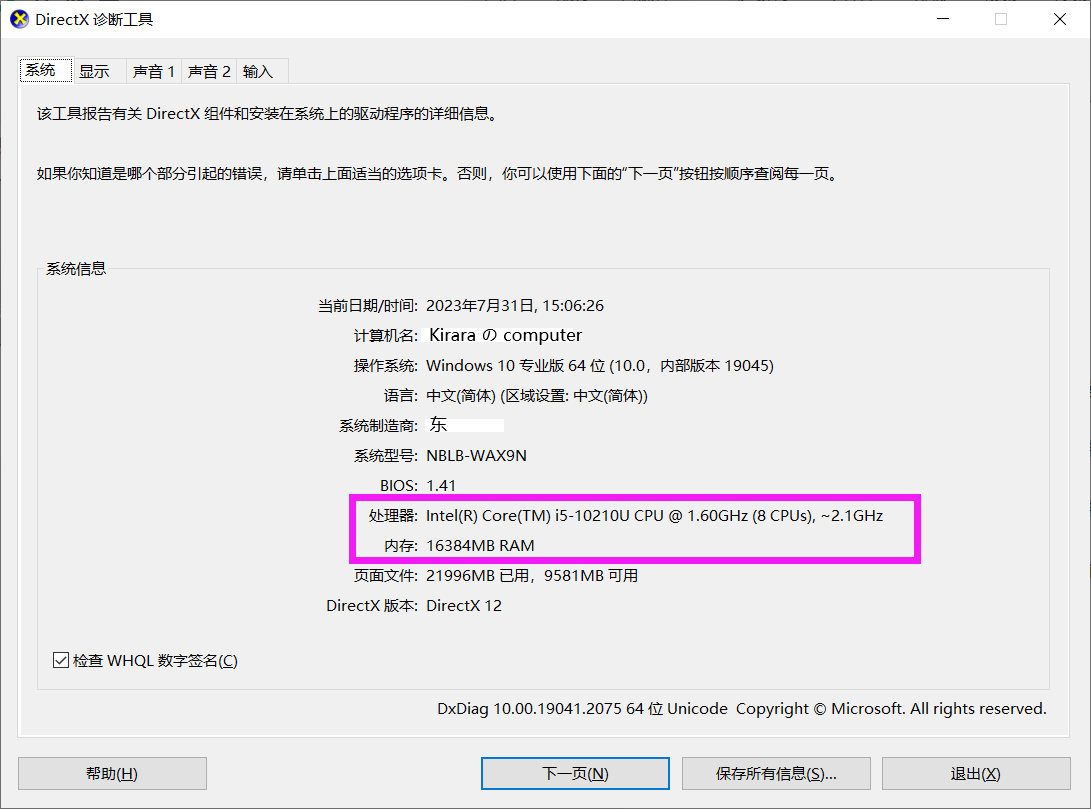 DirectX 诊断工具
系统 显示 声音 1 声音 2 输入
该工具报告有关 DirectX 组件和安装在系统上的驱动程序的详细信息。
如果你知道是哪个部分引起的错误，请单击上面适当的选项卡。否则，你可以使用下面的“下一页”按钮按顺序查阅每一页。
系统信息
当前日期/时间: 2023年7月31日, 15:06:26
计算机名: Kirara の computer
操作系统: Windows 10 专业版 64 位 (10.0，内部版本 19045)
语言: 中文(简体) (区域设置: 中文(简体))
系统制造商: 东
系统型号: NBLB-WAX9N
BIOS: 1.41
处理器: Intel(R) Core(TM) i5-10210U CPU @ 1.60GHz (8 CPUs), ~2.1GHz
内存: 16384MB RAM
页面文件: 21996MB 已用，9581MB 可用
DirectX 版本: DirectX 12
检查 WHQL 数字签名(C)
DxDiag 10.00.19041.2075 64 位 Unicode Copyright © Microsoft. All rights reserved.
帮助(H) 下一页(N) 保存所有信息(S)... 退出(X)